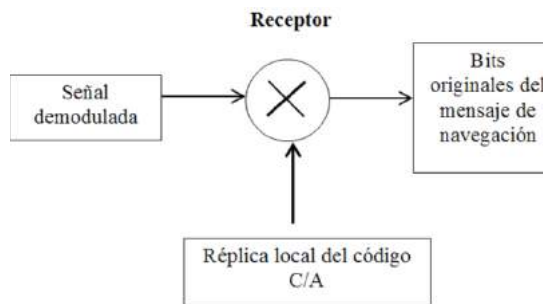 Receptor
Señal
demodulada
Bits
originales del
mensaje de
navegación
Réplica local del código
C/A